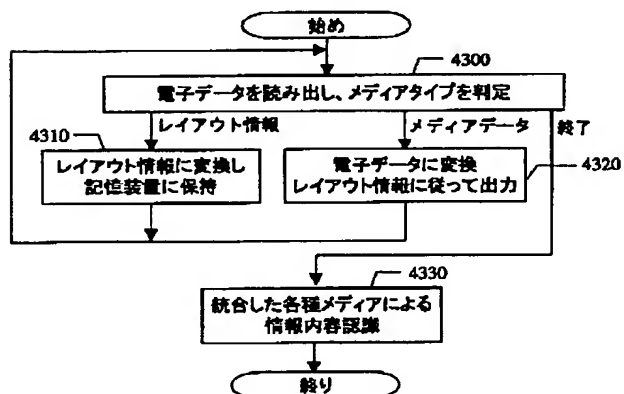 始め
4300
電子データを読み出し、メディアタイプを判定
4310
レイアウト情報
メディアデータ
終了
レイアウト情報に変換し
記憶装置に保持
電子データに変換
レイアウト情報に従って出力
4320
4330
統合した各種メディアによる
情報内容認識
終り